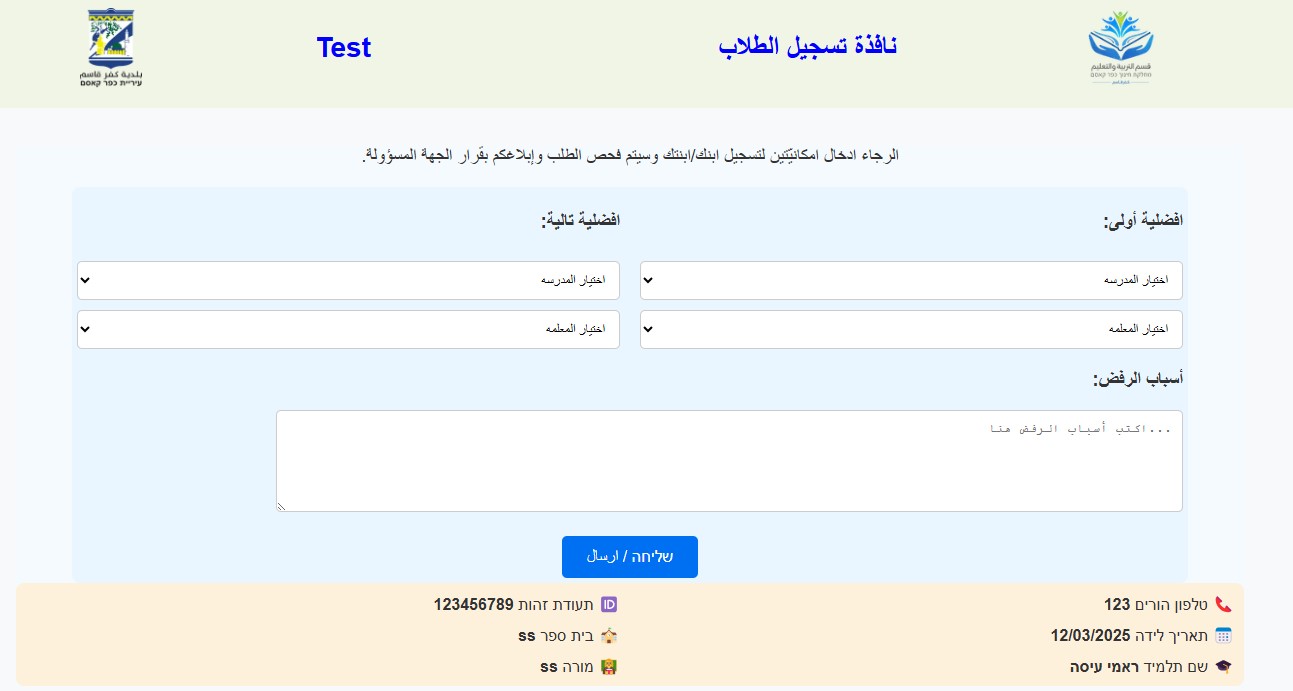 قسم التربية والتعليم
מחלקת חינוך כפר קאסם
نافذة تسجيل الطلاب
Test
بلدية كفر قاسم
עיריית כפר קאסם
الرجاء ادخال امكانيّتين لتسجيل ابنك/ابنتك وسيتم فحص الطلب وإبلاغكم بقرار الجهة المسؤولة.
افضلية أولى:
افضلية تالية:
اختيار المدرسه
اختيار المدرسه
اختيار المعلمه
اختيار المعلمه
أسباب الرفض:
اكتب أسباب الرفض هنا...
שליחה / ارسال
טלפון הורים 123
ID תעודת זהות 123456789
תאריך לידה 12/03/2025
בית ספר ss
שם תלמיד ראמי עיסה
מורה ss